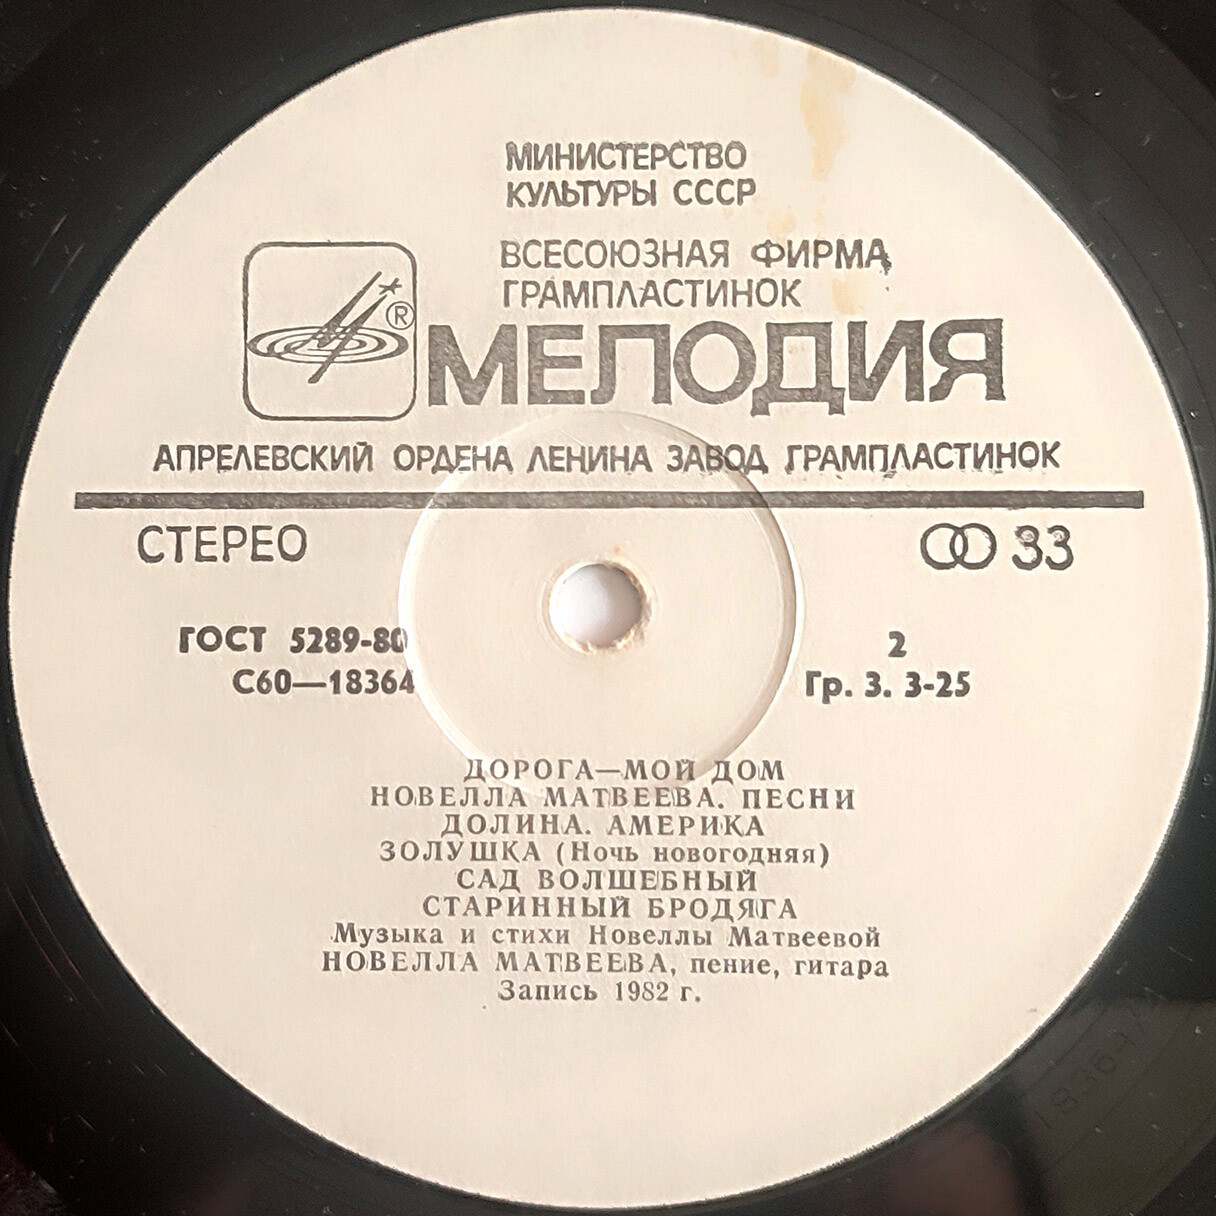 МИНИСТЕРСТВО
КУЛЬТУРЫ СССР
ВСЕСОЮЗНАЯ ФИРМА
ГРАМПЛАСТИНОК
®
МЕЛОДИЯ
АПРЕЛЕВСКИЙ ОРДЕНА ЛЕНИНА ЗАВОД ГРАМПЛАСТИНОК
СТЕРЕО 33
ГОСТ 5289-80 2
С60—18364 Гр. 3. 3-25
ДОРОГА—МОЙ ДОМ
НОВЕЛЛА МАТВЕЕВА. ПЕСНИ
ДОЛИНА. АМЕРИКА
ЗОЛУШКА (Ночь новогодняя)
САД ВОЛШЕБНЫЙ
СТАРИННЫЙ БРОДЯГА
Музыка и стихи Новеллы Матвеевой
НОВЕЛЛА МАТВЕЕВА, пение, гитара
Запись 1982 г.